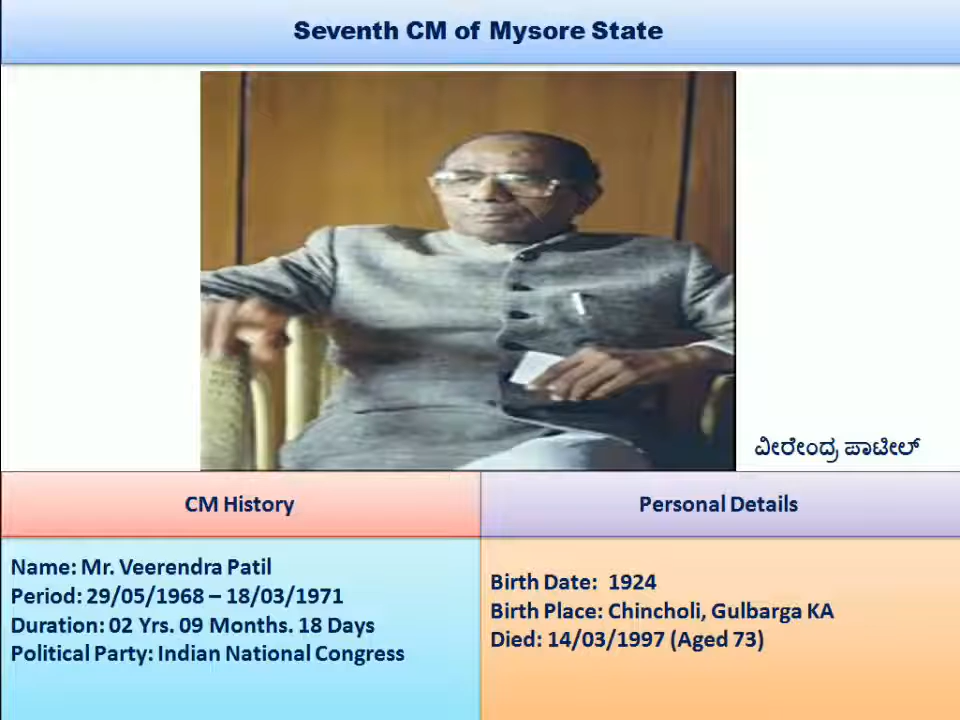 Seventh CM of Mysore State
ವೀರೇಂದ್ರ ಪಾಟೀಲ್
CM History
Personal Details
Name: Mr. Veerendra Patil
Period: 29/05/1968 – 18/03/1971
Duration: 02 Yrs. 09 Months. 18 Days
Political Party: Indian National Congress
Birth Date:  1924
Birth Place: Chincholi, Gulbarga KA
Died: 14/03/1997 (Aged 73)